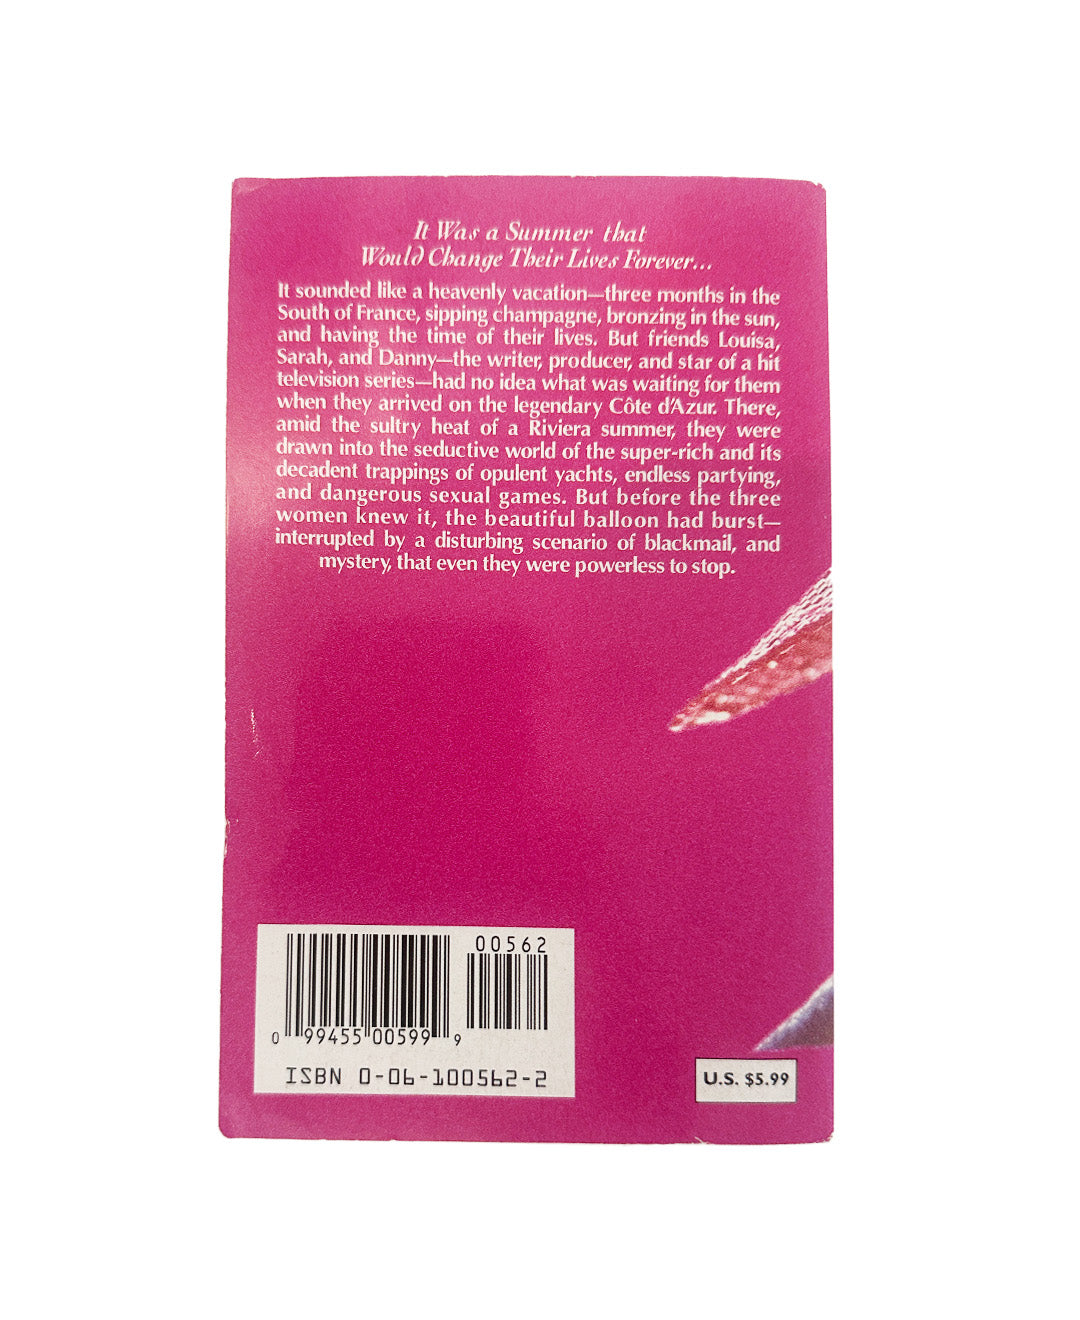 It Was a Summer that
Would Change Their Lives Forever...
It sounded like a heavenly vacation—three months in the
South of France, sipping champagne, bronzing in the sun,
and having the time of their lives. But friends Louisa,
Sarah, and Danny—the writer, producer, and star of a hit
television series—had no idea what was waiting for them
when they arrived on the legendary Côte d'Azur. There,
amid the sultry heat of a Riviera summer, they were
drawn into the seductive world of the super-rich and its
decadent trappings of opulent yachts, endless partying,
and dangerous sexual games. But before the three
women knew it, the beautiful balloon had burst—
interrupted by a disturbing scenario of blackmail, and
mystery, that even they were powerless to stop.
00562
0 99455 00599 9
ISBN 0-06-100562-2
U.S. $5.99